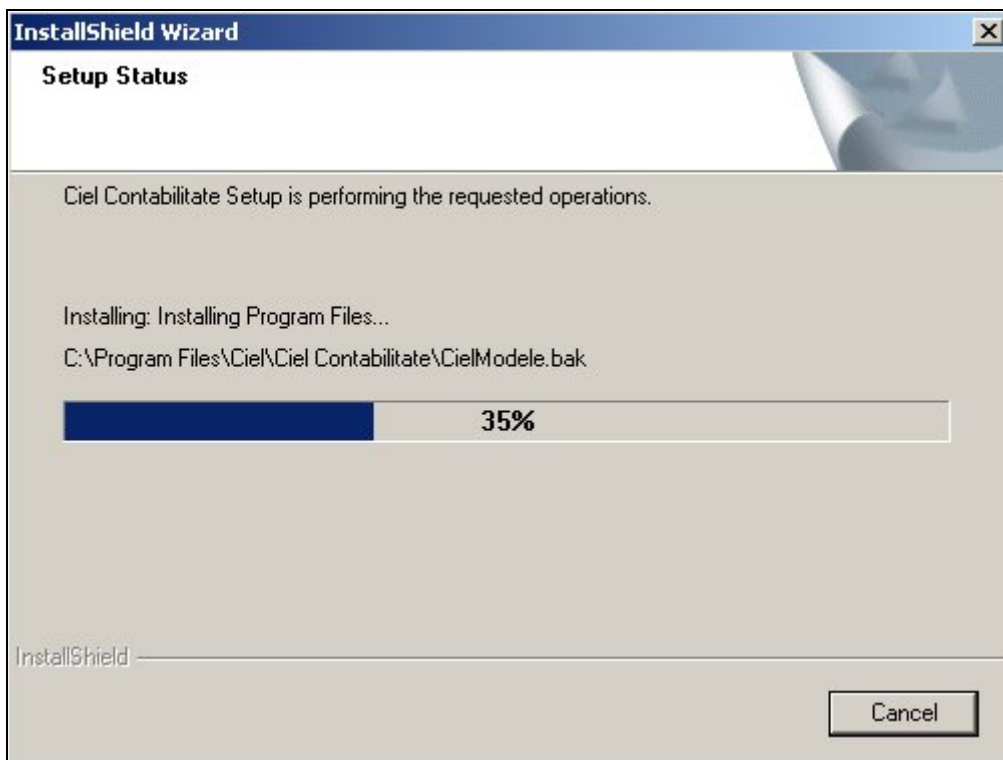 InstallShield Wizard
Setup Status
Ciel Contabilitate Setup is performing the requested operations.
Installing: Installing Program Files...
C:\Program Files\Ciel\Ciel Contabilitate\CielModele.bak
35%
InstallShield
Cancel